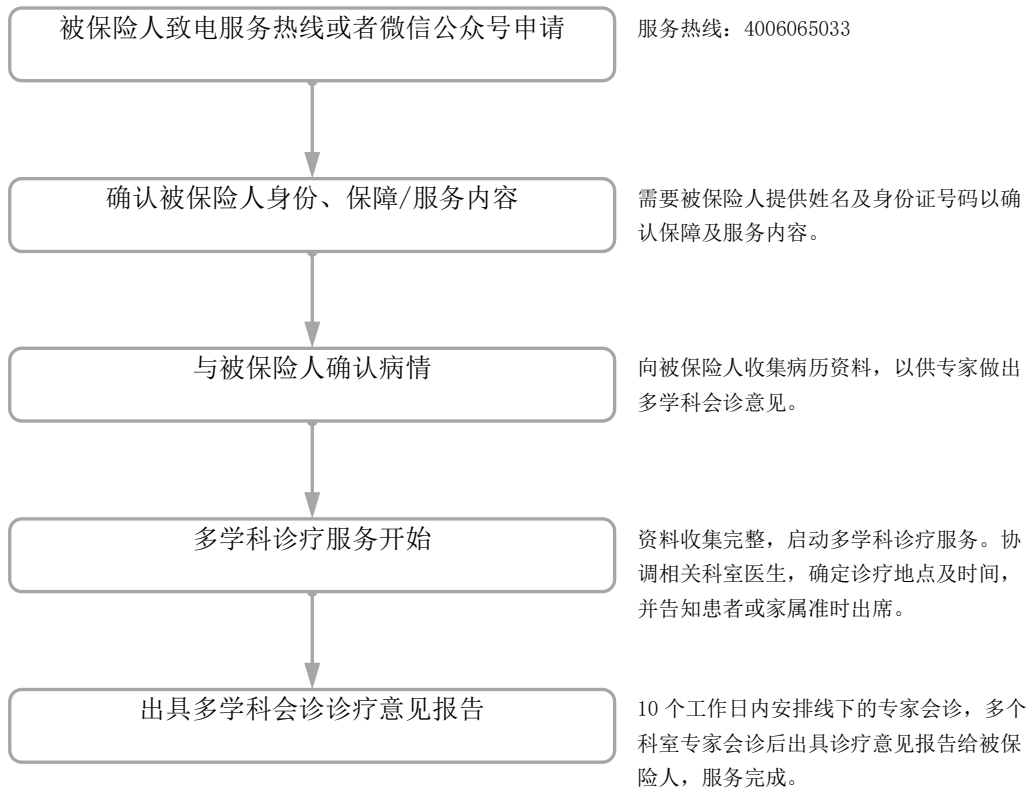 被保险人致电服务热线或者微信公众号申请
服务热线：4006065033
确认被保险人身份、保障/服务内容
需要被保险人提供姓名及身份证号码以确
认保障及服务内容。
与被保险人确认病情
向被保险人收集病历资料，以供专家做出
多学科会诊意见。
多学科诊疗服务开始
资料收集完整，启动多学科诊疗服务。协
调相关科室医生，确定诊疗地点及时间，
并告知患者或家属准时出席。
出具多学科会诊诊疗意见报告
10 个工作日内安排线下的专家会诊，多个
科室专家会诊后出具诊疗意见报告给被保
险人，服务完成。